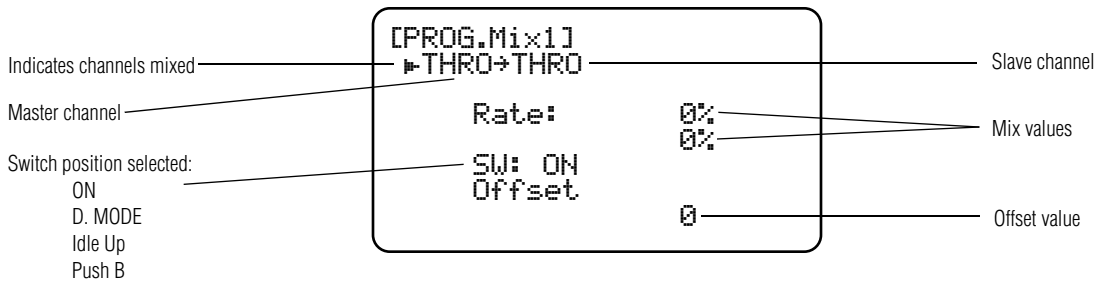 [PROG.Mix1]
THRO→THRO
Rate: 0%
0%
SW: ON
Offset
0
Indicates channels mixed
Master channel
Switch position selected:
ON
D. MODE
Idle Up
Push B
Slave channel
Mix values
Offset value